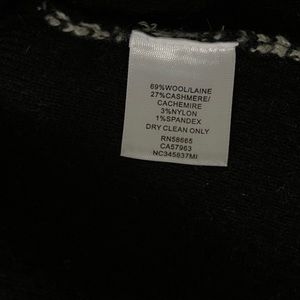 69%WOOL/LAINE
27%CASHMERE/
CACHEMIRE
3%NYLON
1%SPANDEX
DRY CLEAN ONLY
RN58665
CA57963
NC345837MI